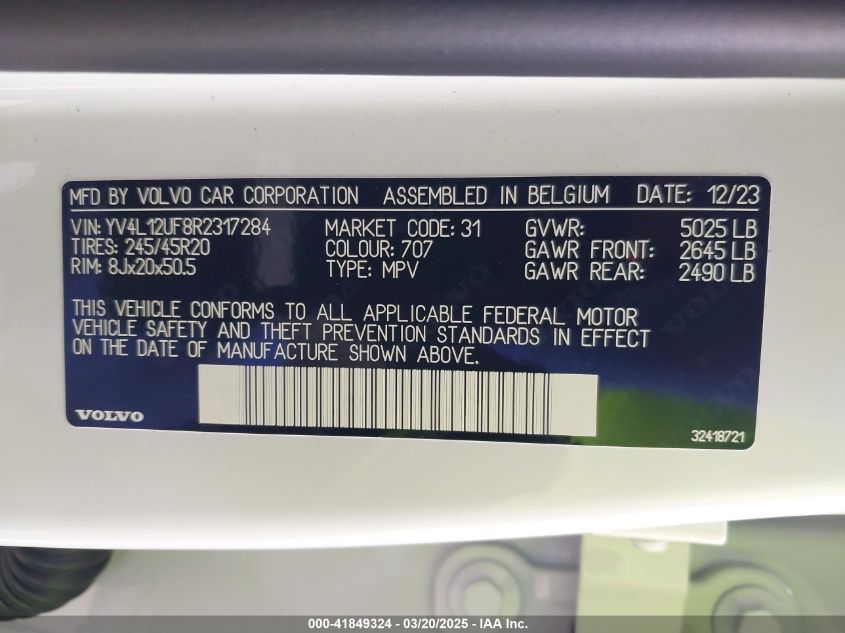 MFD BY VOLVO CAR CORPORATION ASSEMBLED IN BELGIUM DATE: 12/23
VIN: YV4L12UF8R2317284 MARKET CODE: 31 GVWR: 5025 LB
TIRES: 245/45R20 COLOUR: 707 GAWR FRONT: 2645 LB
RIM: 8Jx20x50.5 TYPE: MPV GAWR REAR: 2490 LB
THIS VEHICLE CONFORMS TO ALL APPLICABLE FEDERAL MOTOR
VEHICLE SAFETY AND THEFT PREVENTION STANDARDS IN EFFECT
ON THE DATE OF MANUFACTURE SHOWN ABOVE.
VOLVO
32418721
000-41849324 - 03/20/2025 - IAA Inc.